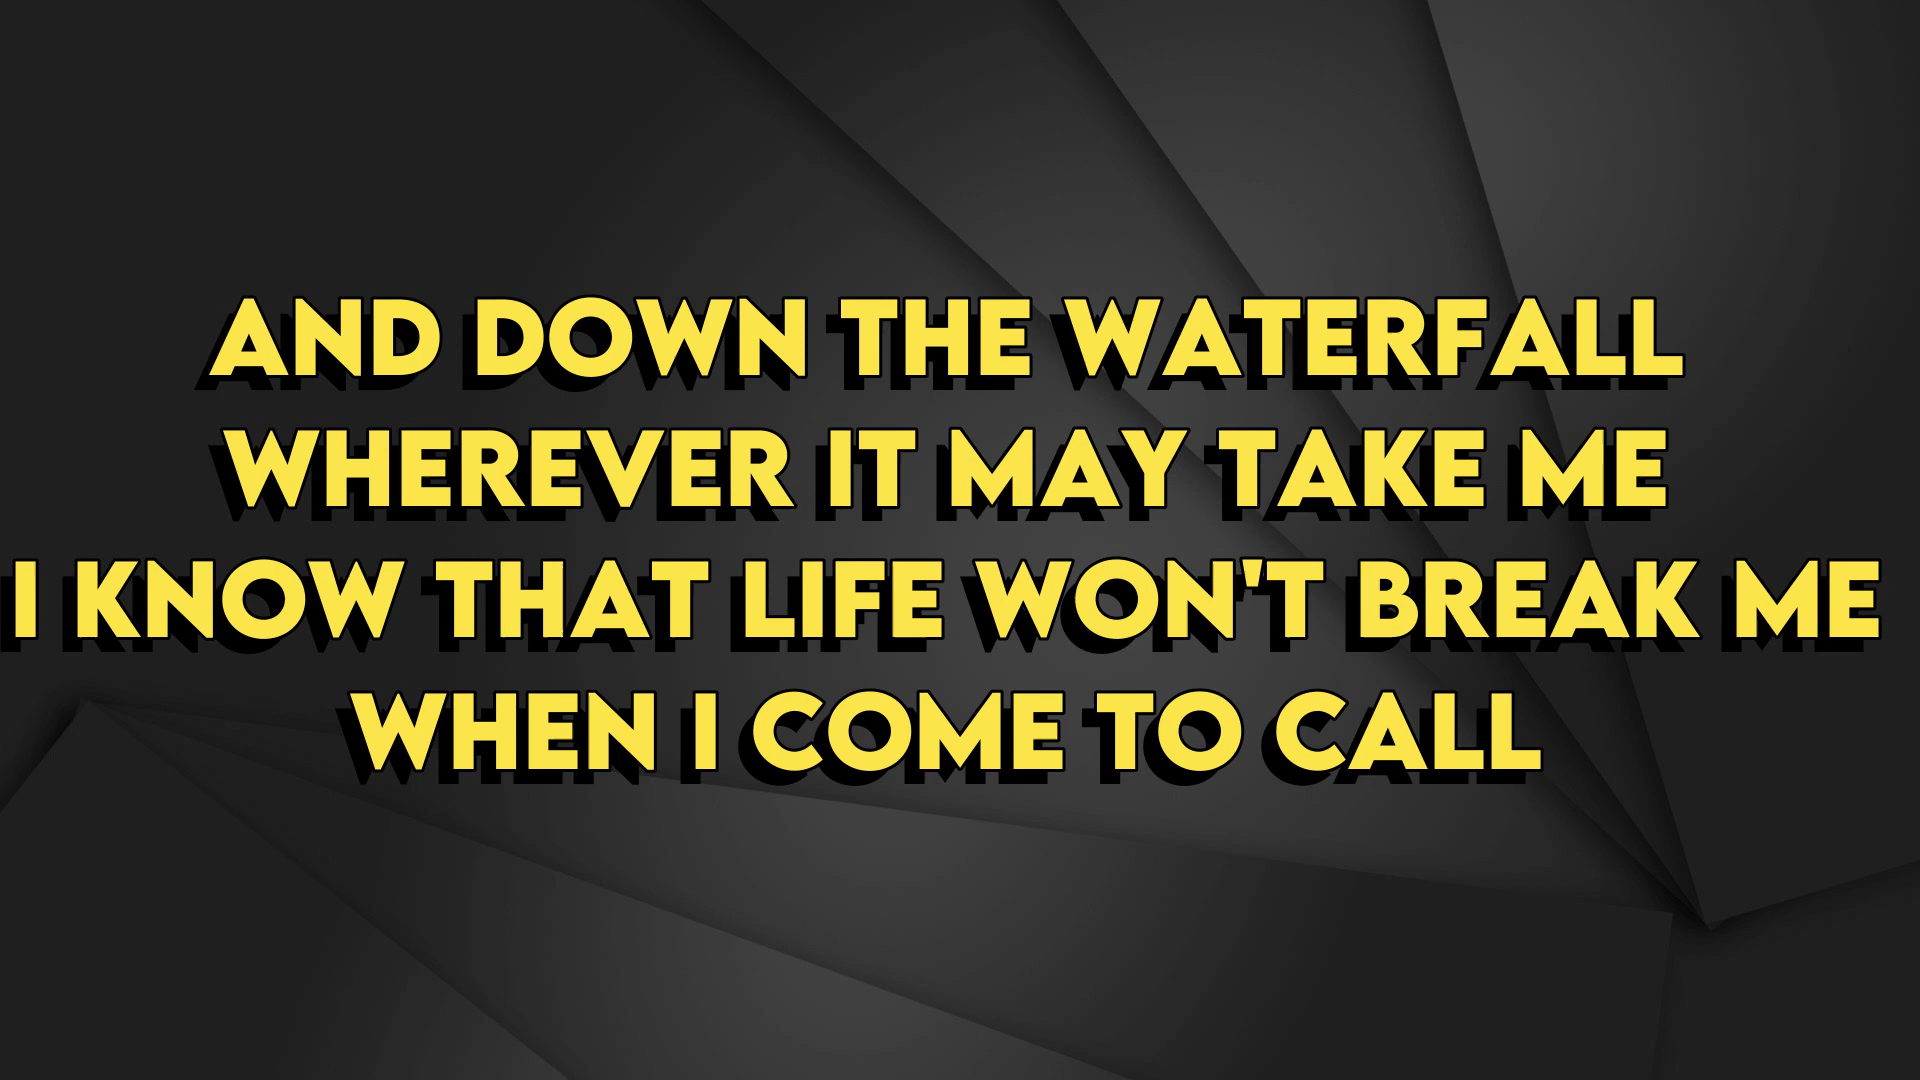 AND DOWN THE WATERFALL
WHEREVER IT MAY TAKE ME
I KNOW THAT LIFE WON'T BREAK ME
WHEN I COME TO CALL